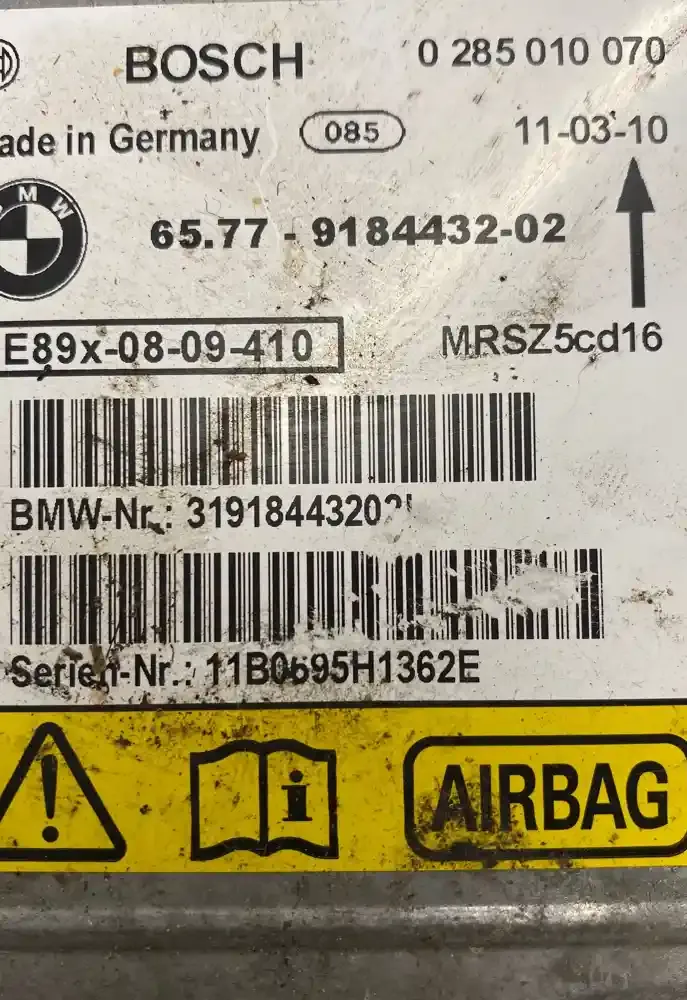 BOSCH 0 285 010 070
ade in Germany 085 11-03-10
BMW
65.77 - 9184432-02
E89x-08-09-410 MRSZ5cd16
BMW-Nr.: 31918443202
Serien-Nr.: 11B0695H1362E
AIRBAG